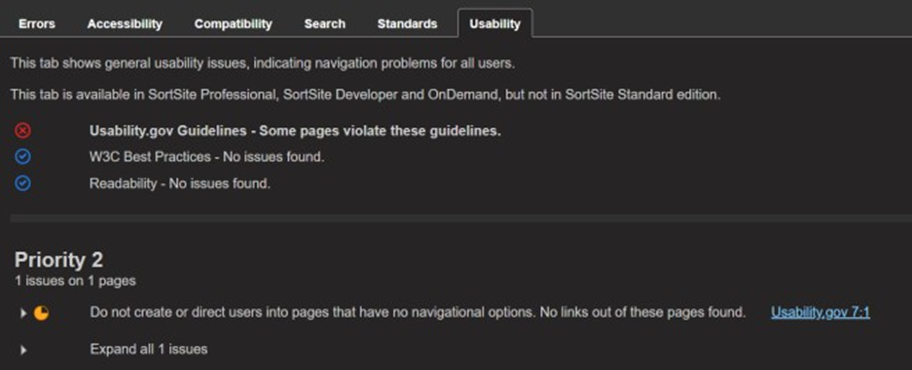 Errors Accessibility Compatibility Search Standards Usability
This tab shows general usability issues, indicating navigation problems for all users.
This tab is available in SortSite Professional, SortSite Developer and OnDemand, but not in SortSite Standard edition.
Usability.gov Guidelines - Some pages violate these guidelines.
W3C Best Practices - No issues found.
Readability - No issues found.
Priority 2
1 issues on 1 pages
Do not create or direct users into pages that have no navigational options. No links out of these pages found. Usability.gov 7:1
Expand all 1 issues